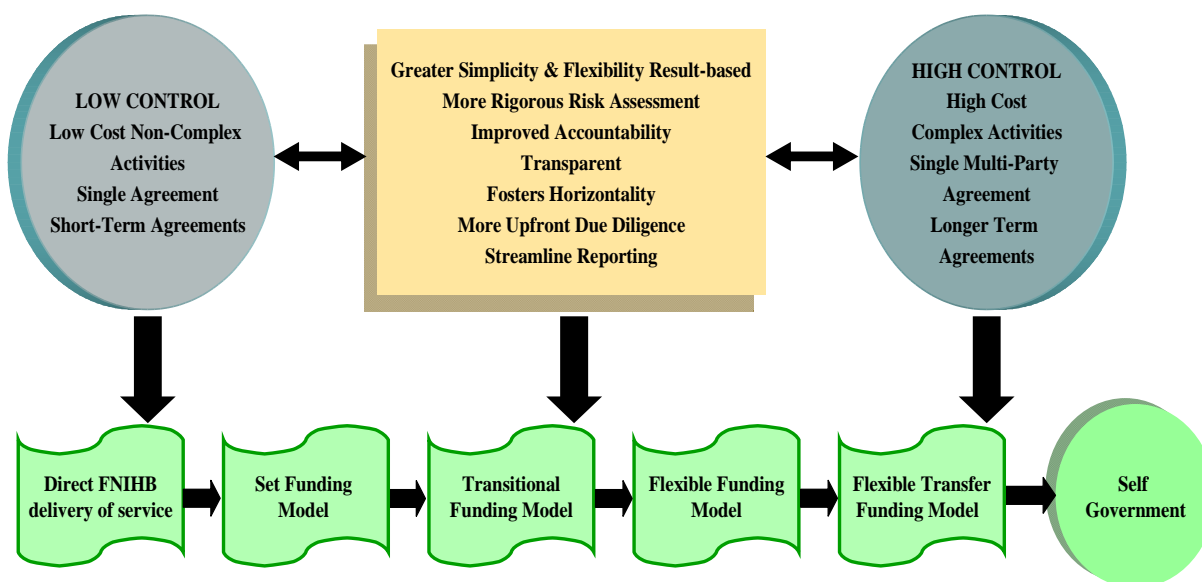 LOW CONTROL
Low Cost Non-Complex
Activities
Single Agreement
Short-Term Agreements
Greater Simplicity & Flexibility Result-based
More Rigorous Risk Assessment
Improved Accountability
Transparent
Fosters Horizontality
More Upfront Due Diligence
Streamline Reporting
HIGH CONTROL
High Cost
Complex Activities
Single Multi-Party
Agreement
Longer Term
Agreements
Direct FNIHB
delivery of service
Set Funding
Model
Transitional
Funding Model
Flexible Funding
Model
Flexible Transfer
Funding Model
Self
Government